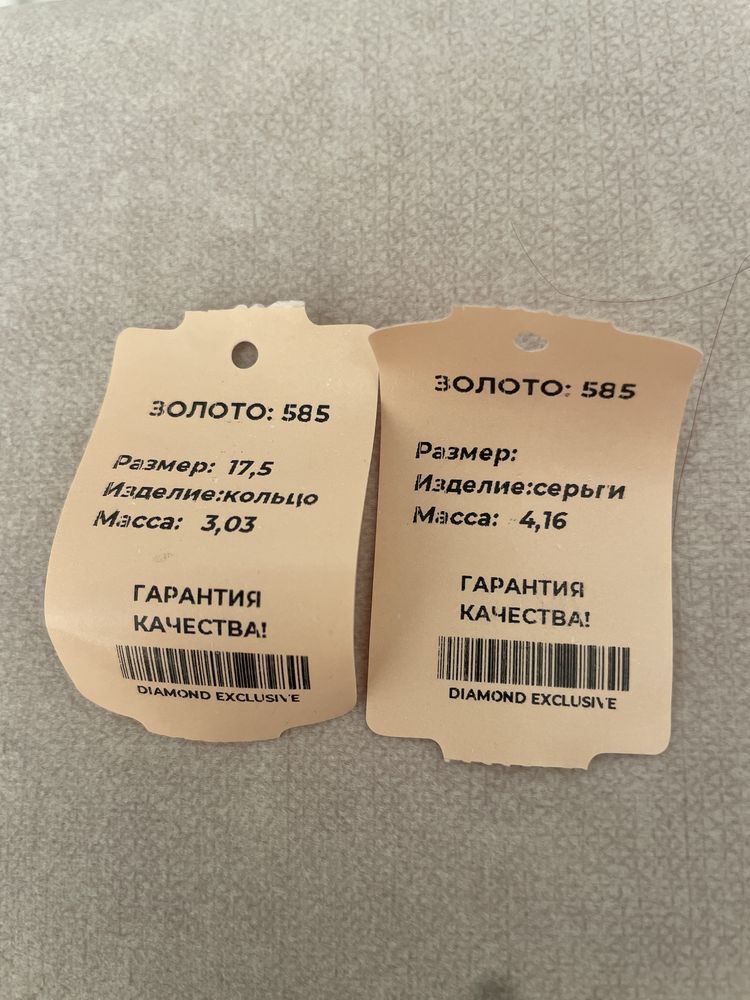 ЗОЛОТО: 585
Размер: 17,5
Изделие:кольцо
Масса: 3,03
ГАРАНТИЯ
КАЧЕСТВА!
DIAMOND EXCLUSIVE
ЗОЛОТО: 585
Размер:
Изделие:серьги
Масса: 4,16
ГАРАНТИЯ
КАЧЕСТВА!
DIAMOND EXCLUSIVE